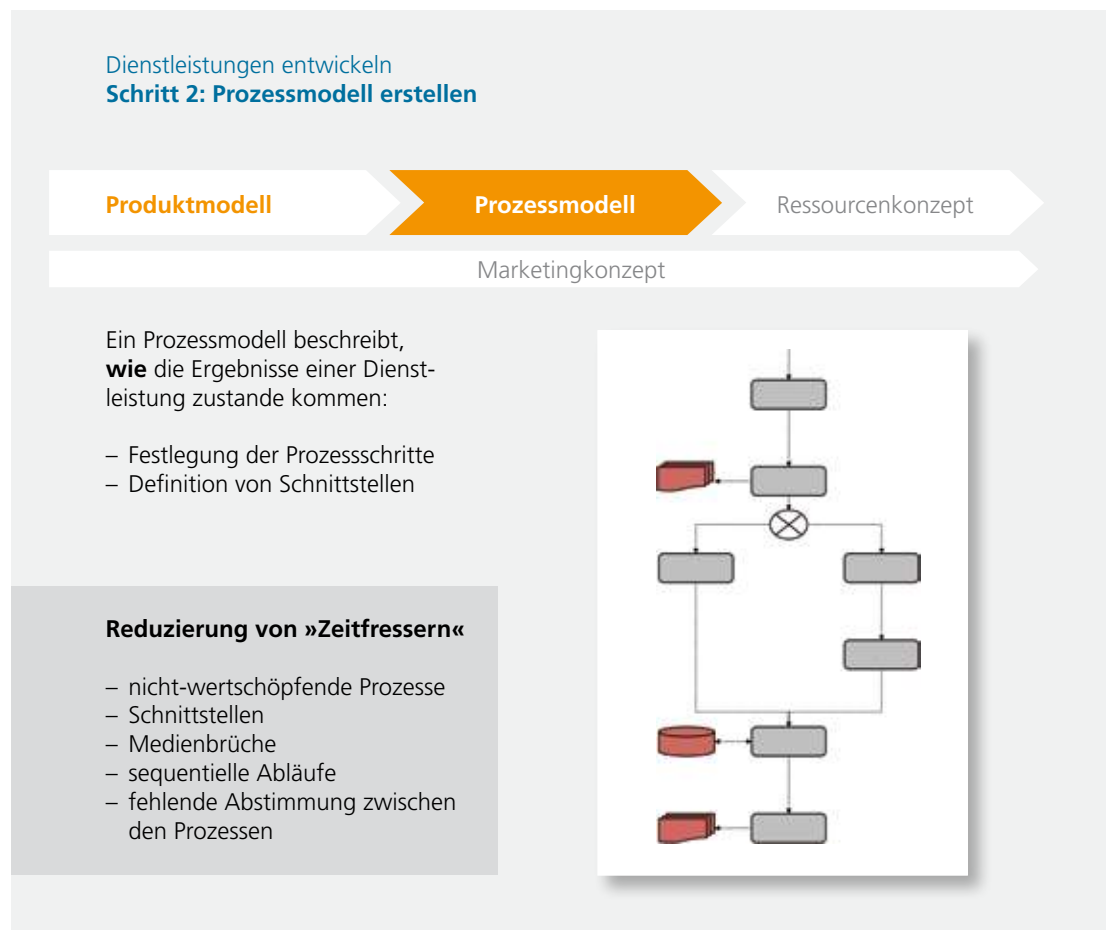 Dienstleistungen entwickeln
Schritt 2: Prozessmodell erstellen
Produktmodell
Prozessmodell
Ressourcenkonzept
Marketingkonzept
Ein Prozessmodell beschreibt,
wie die Ergebnisse einer Dienst-
leistung zustande kommen:
– Festlegung der Prozessschritte
– Definition von Schnittstellen
Reduzierung von »Zeitfressern«
– nicht-wertschöpfende Prozesse
– Schnittstellen
– Medienbrüche
– sequentielle Abläufe
– fehlende Abstimmung zwischen
den Prozessen